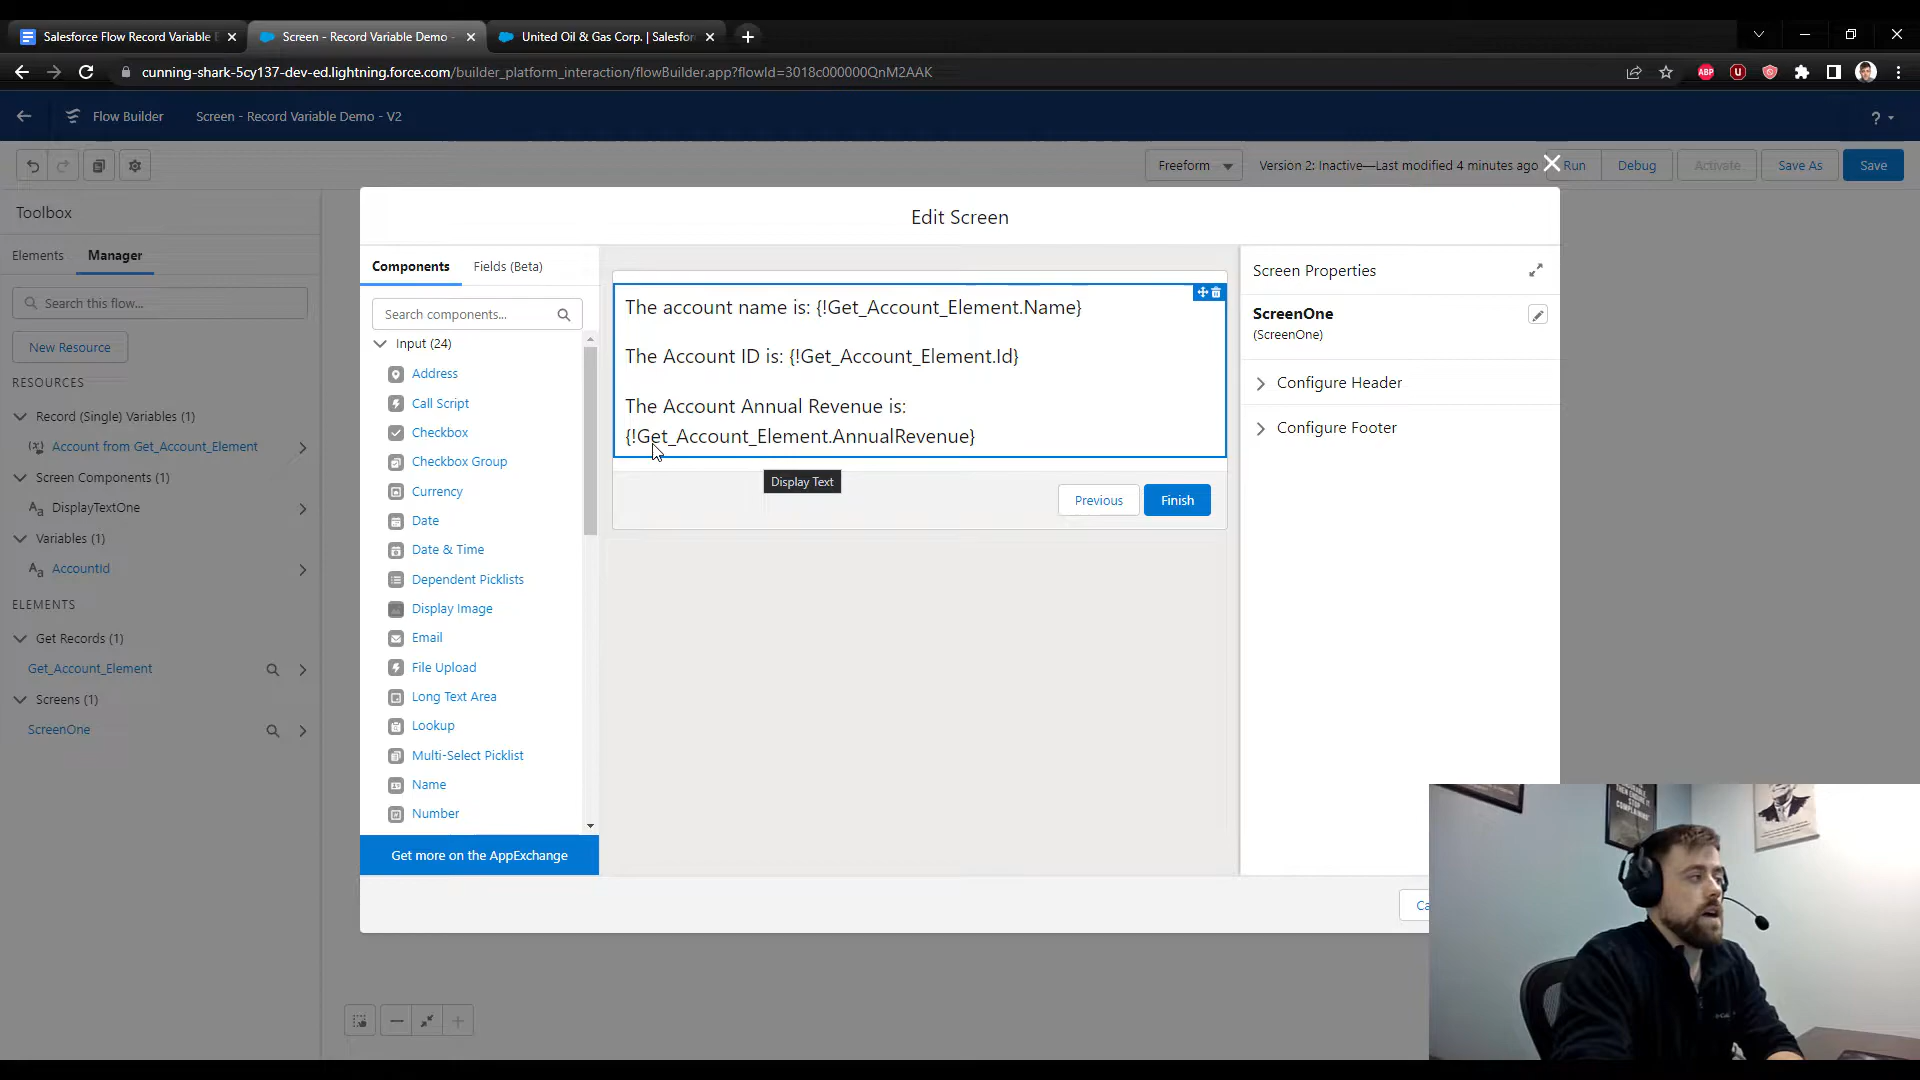 Salesforce Flow Record Variable
Screen - Record Variable Demo -
United Oil & Gas Corp. | Salesfor
cunning-shark-5cy137-dev-ed.lightning.force.com/builder_platform_interaction/flowBuilder.app?flowId=3018c000000QnM2AAK
ABP
Flow Builder
Screen - Record Variable Demo - V2
?
Freeform
Version 2: Inactive—Last modified 4 minutes ago
Run
Debug
Activate
Save As
Save
Toolbox
Elements
Manager
Search this flow...
New Resource
RESOURCES
Record (Single) Variables (1)
Account from Get_Account_Element
Screen Components (1)
DisplayTextOne
Variables (1)
AccountId
ELEMENTS
Get Records (1)
Get_Account_Element
Screens (1)
ScreenOne
Edit Screen
Components
Fields (Beta)
Search components...
Input (24)
Address
Call Script
Checkbox
Checkbox Group
Currency
Date
Date & Time
Dependent Picklists
Display Image
Email
File Upload
Long Text Area
Lookup
Multi-Select Picklist
Name
Number
Get more on the AppExchange
The account name is: {!Get_Account_Element.Name}
The Account ID is: {!Get_Account_Element.Id}
The Account Annual Revenue is:
{!Get_Account_Element.AnnualRevenue}
Display Text
Previous
Finish
Screen Properties
ScreenOne
(ScreenOne)
Configure Header
Configure Footer
Ca